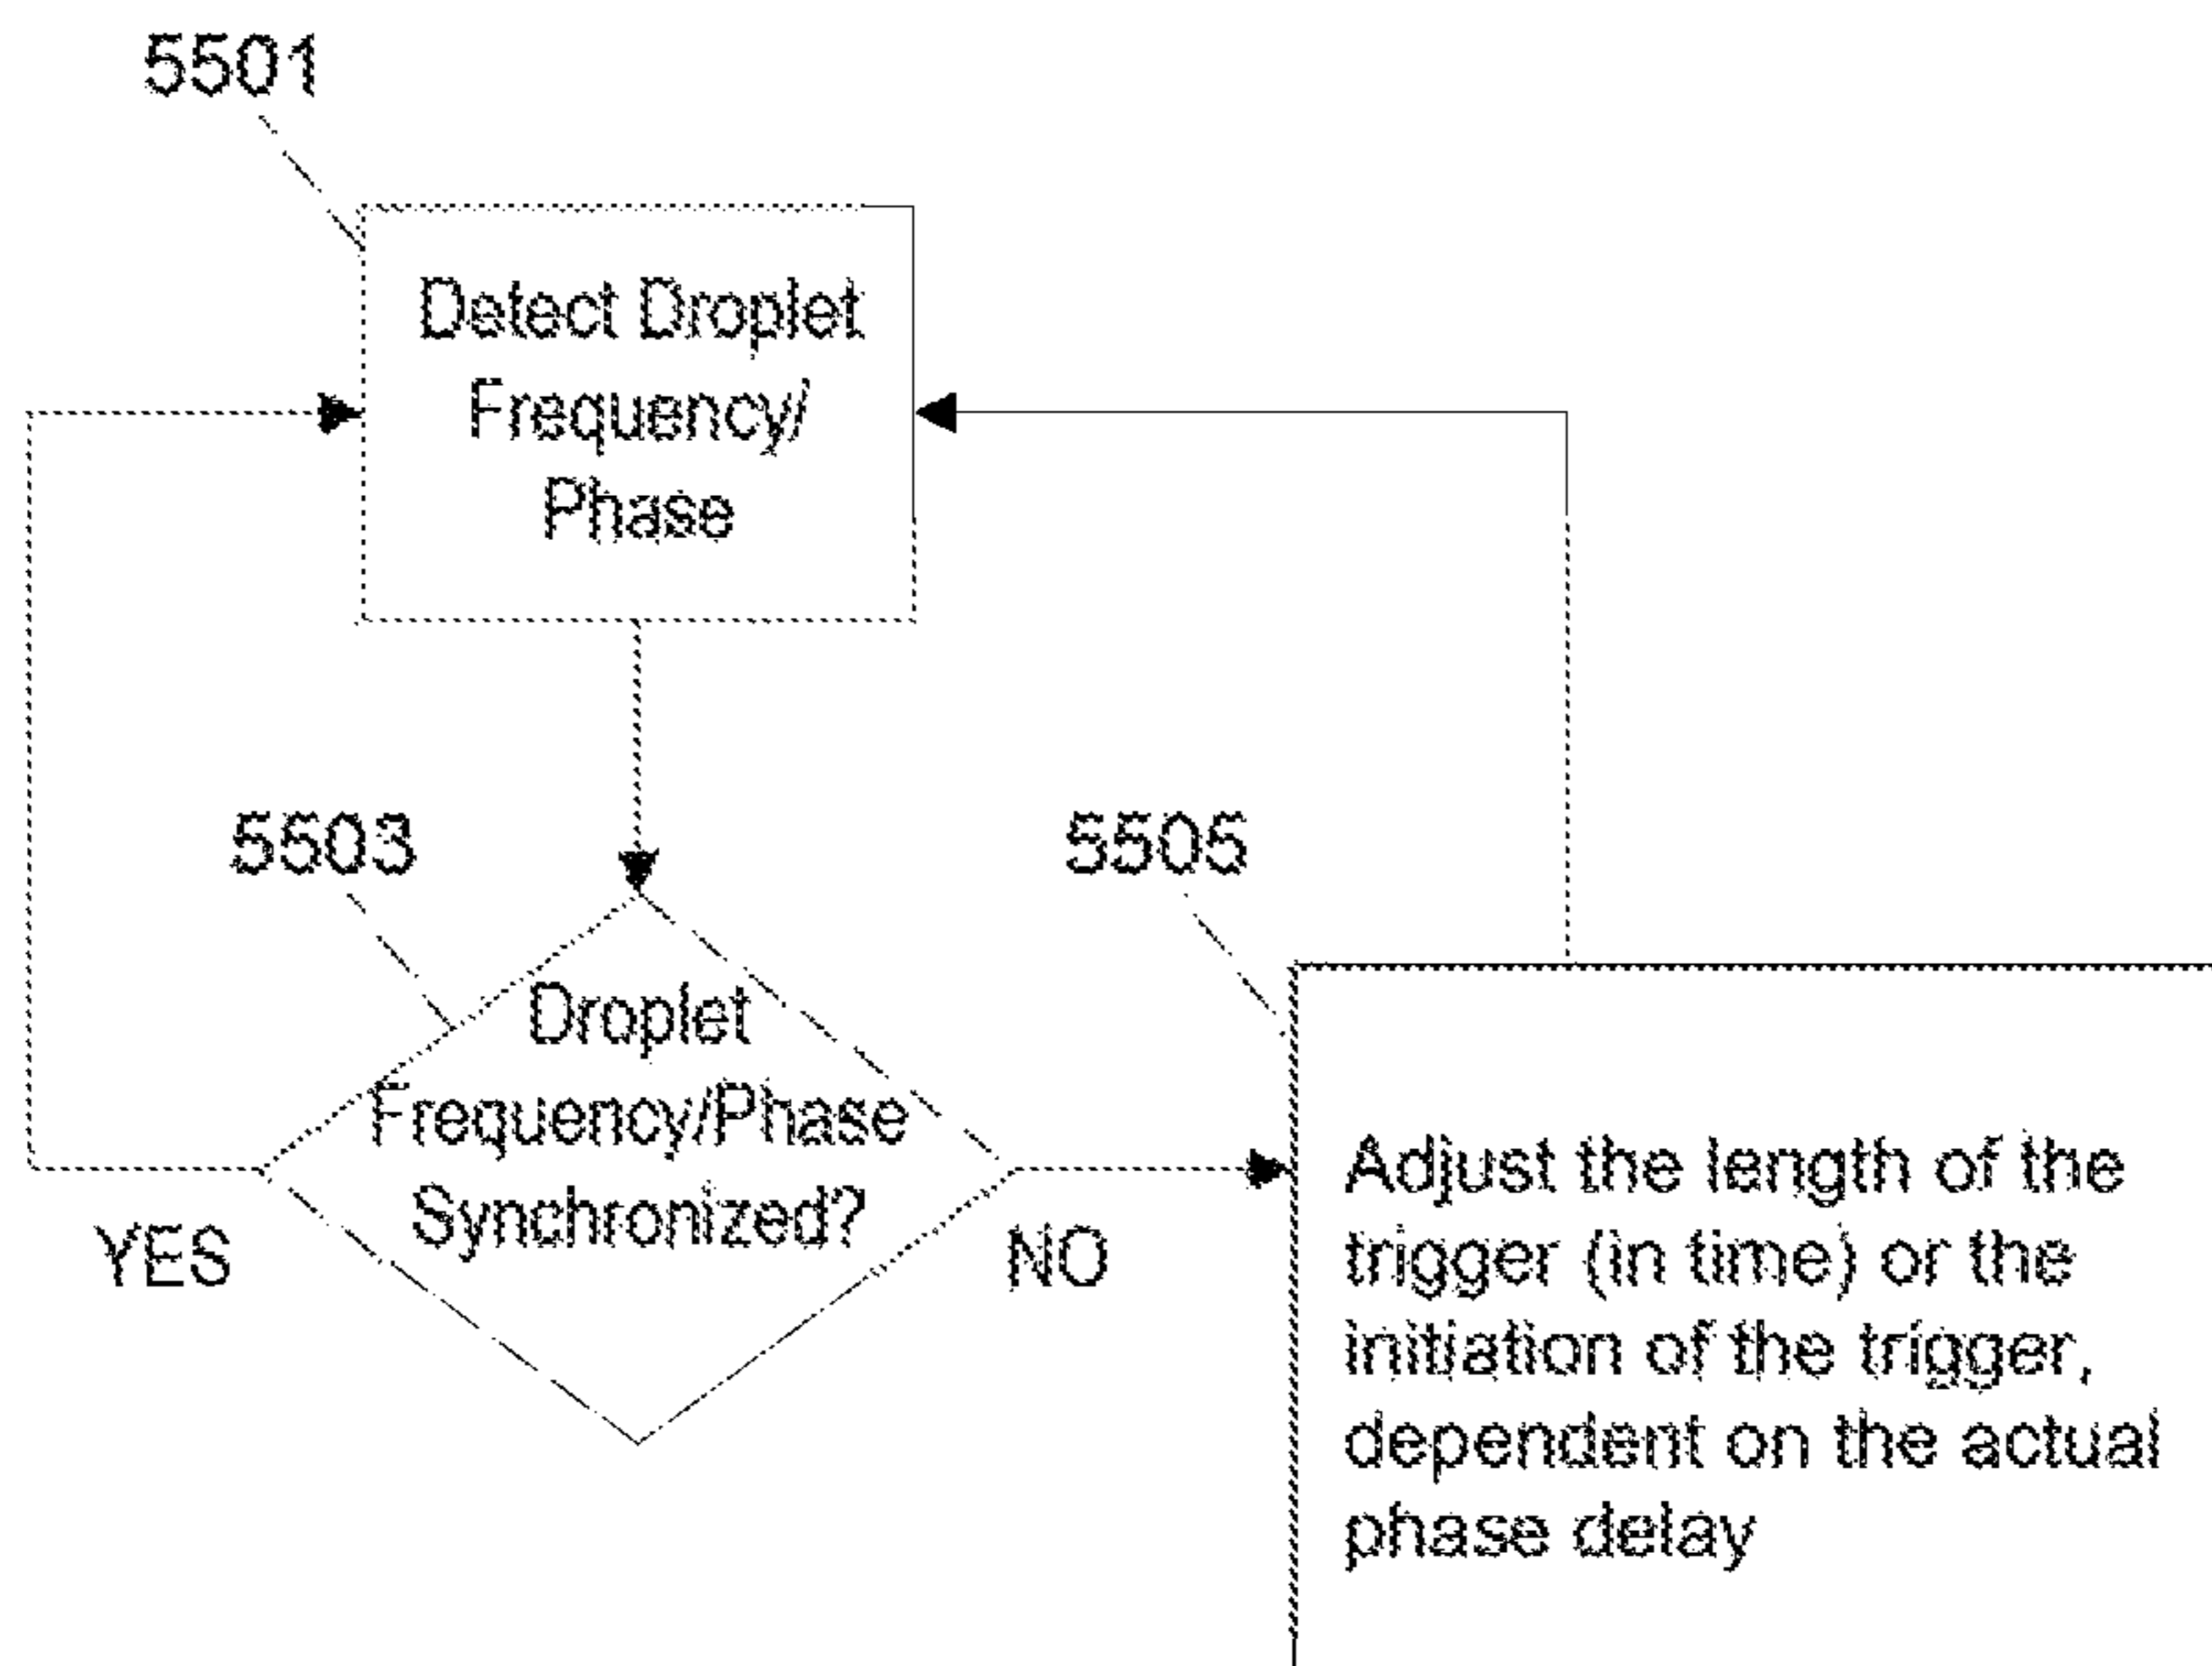 5501
Detect Droplet
Frequency/
Phase
5503
Droplet
Frequency/Phase
Synchronized?
YES
NO
5505
Adjust the length of the
trigger (in time) or the
initiation of the trigger,
dependent on the actual
phase delay